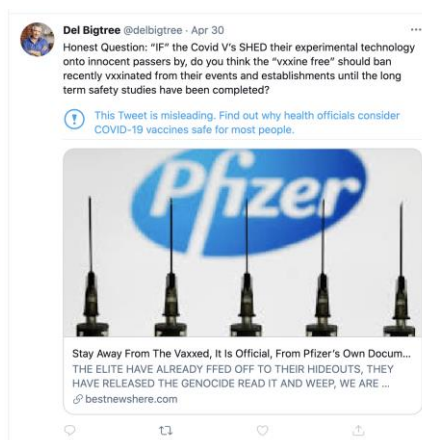 Del Bigtree @delbigtree · Apr 30
Honest Question: “IF” the Covid V's SHED their experimental technology
onto innocent passers by, do you think the “vxxine free” should ban
recently vxxinated from their events and establishments until the long
term safety studies have been completed?
This Tweet is misleading. Find out why health officials consider
COVID-19 vaccines safe for most people.
Pfizer
Stay Away From The Vaxxed, It Is Official, From Pfizer's Own Docum...
THE ELITE HAVE ALREADY FFED OFF TO THEIR HIDEOUTS, THEY
HAVE RELEASED THE GENOCIDE READ IT AND WEEP, WE ARE ...
bestnewshere.com